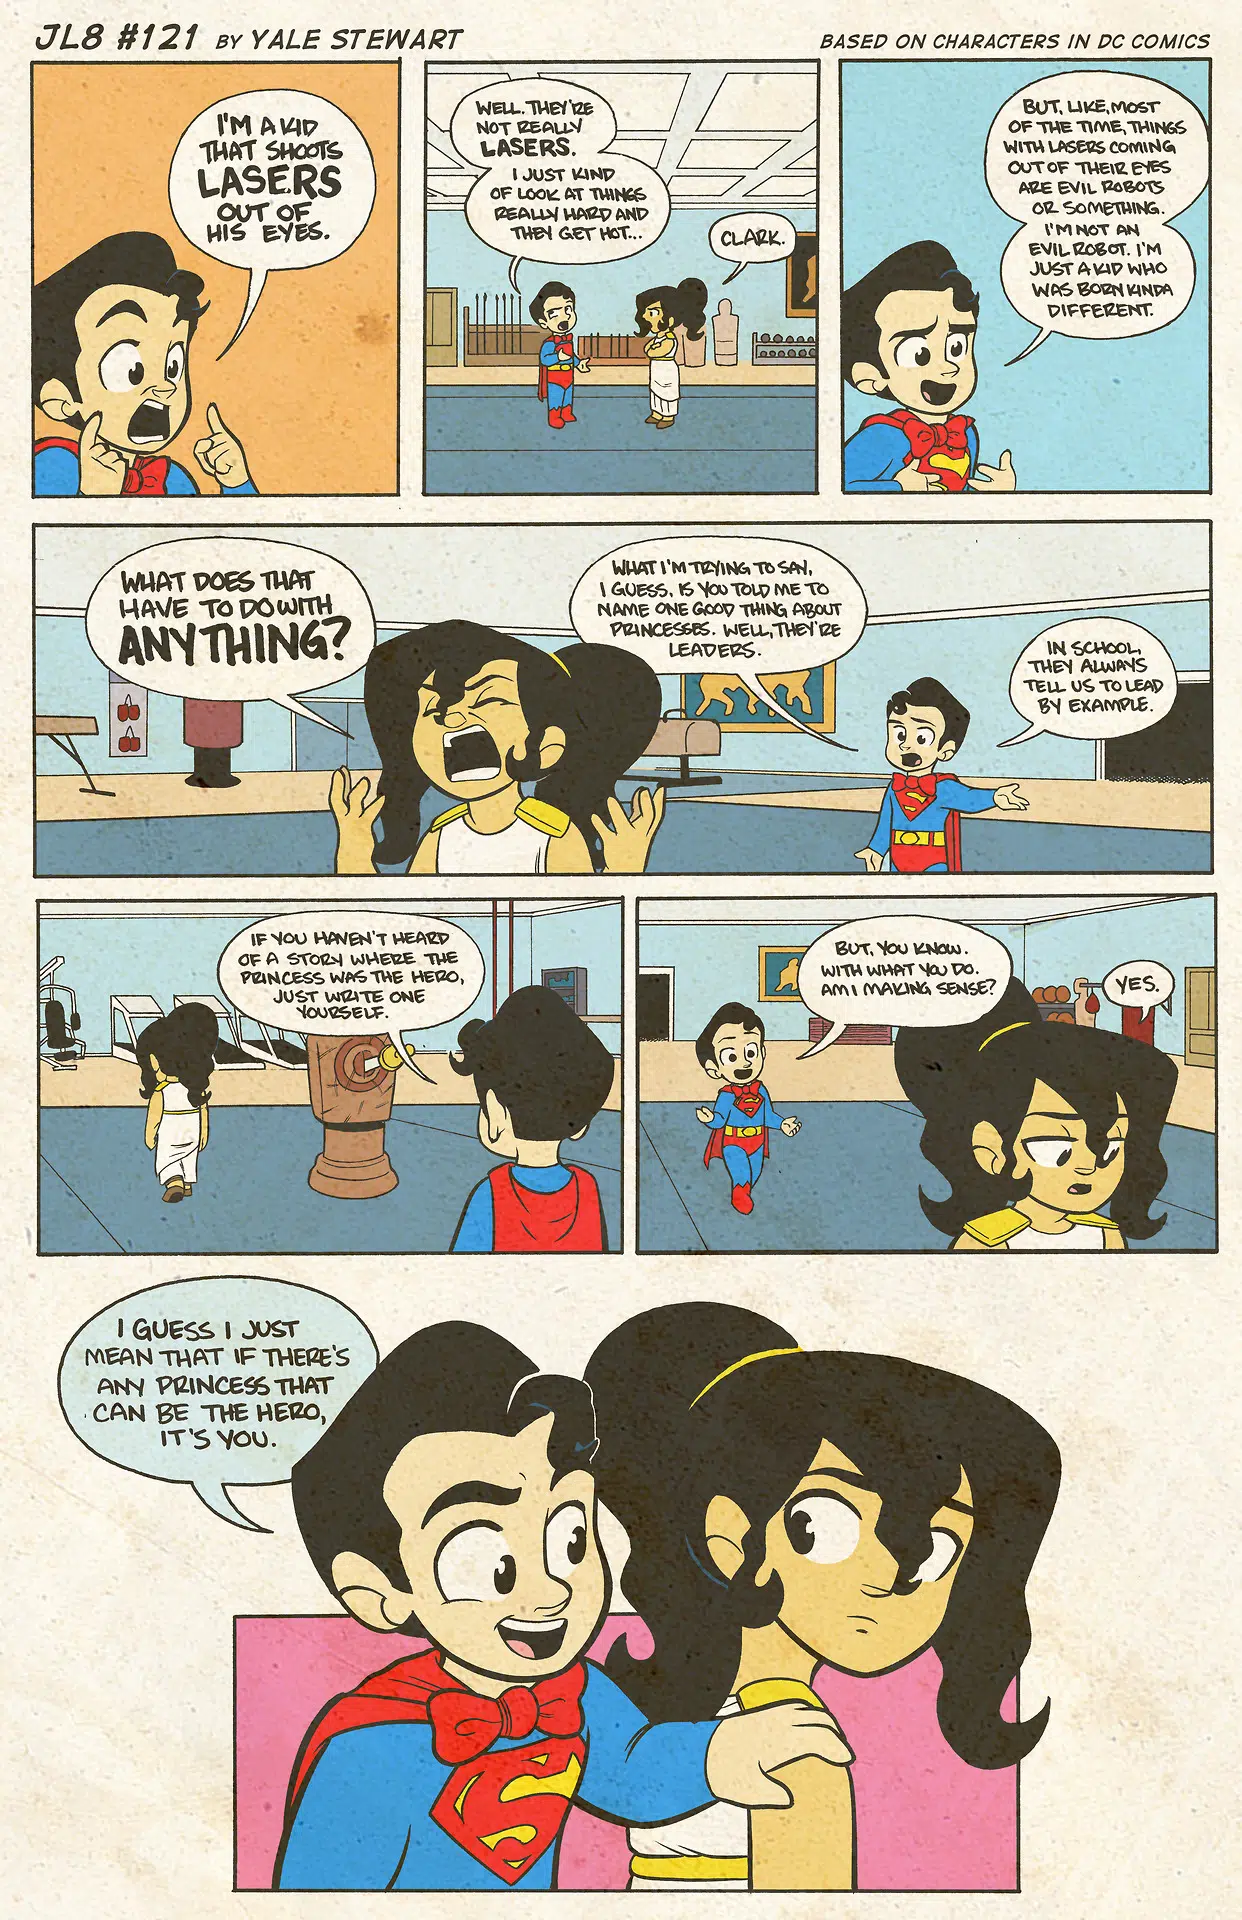 JL8 #121 BY YALE STEWART
BASED ON CHARACTERS IN DC COMICS
I'M A KID
THAT SHOOTS
LASERS
OUT OF
HIS EYES.
WELL. THEY'RE
NOT REALLY
LASERS.
I JUST KIND
OF LOOK AT THINGS
REALLY HARD AND
THEY GET HOT...
CLARK.
BUT, LIKE, MOST
OF THE TIME, THINGS
WITH LASERS COMING
OUT OF THEIR EYES
ARE EVIL ROBOTS
OR SOMETHING.
I'M NOT AN
EVIL ROBOT. I'M
JUST A KID WHO
WAS BORN KINDA
DIFFERENT.
WHAT DOES THAT
HAVE TO DO WITH
ANYTHING?
WHAT I'M TRYING TO SAY,
I GUESS, IS YOU TOLD ME TO
NAME ONE GOOD THING ABOUT
PRINCESSES. WELL, THEY'RE
LEADERS.
IN SCHOOL,
THEY ALWAYS
TELL US TO LEAD
BY EXAMPLE.
IF YOU HAVEN'T HEARD
OF A STORY WHERE THE
PRINCESS WAS THE HERO,
JUST WRITE ONE
YOURSELF.
BUT, YOU KNOW.
WITH WHAT YOU DO.
AM I MAKING SENSE?
YES.
I GUESS I JUST
MEAN THAT IF THERE'S
ANY PRINCESS THAT
CAN BE THE HERO,
IT'S YOU.